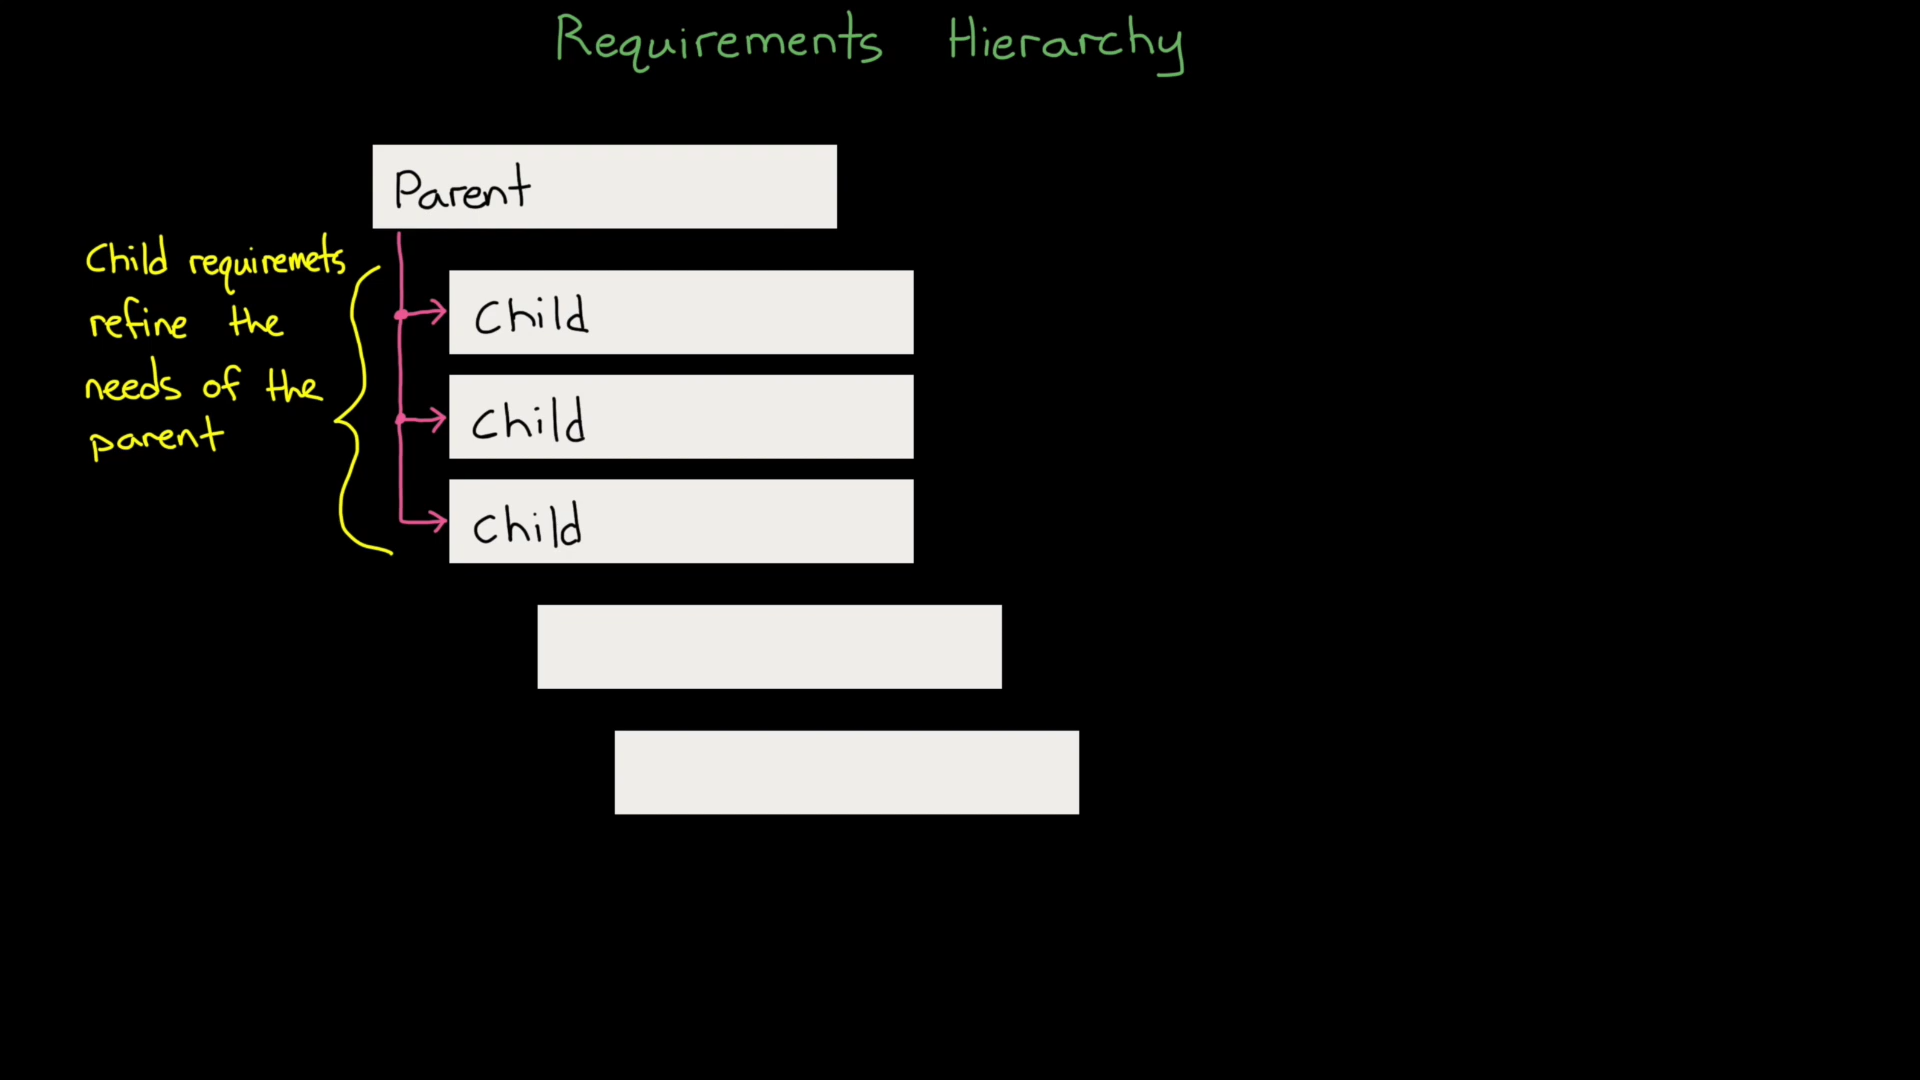 Requirements Hierarchy
Parent
Child requiremets
refine the
needs of the
parent
Child
Child
Child